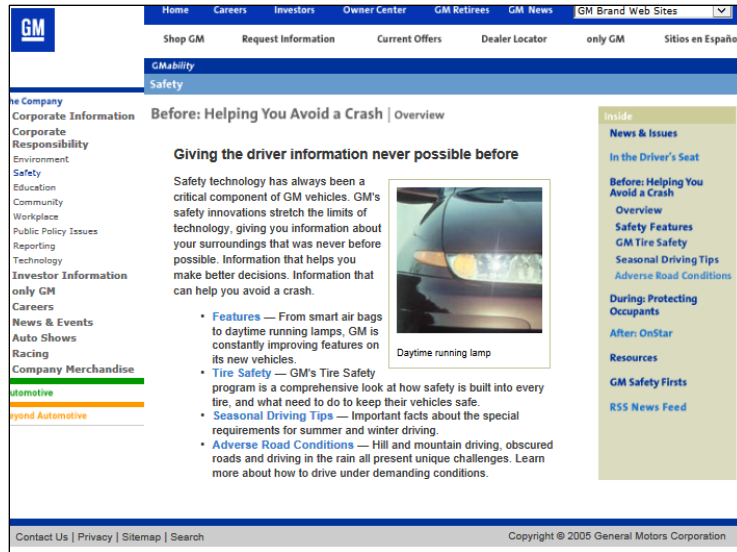 GM
Home Careers Investors Owner Center GM Retirees GM News GM Brand Web Sites
Shop GM Request Information Current Offers Dealer Locator only GM Sitios en Españo
GMability
Safety
he Company
Corporate Information
Corporate
Responsibility
Environment
Safety
Education
Community
Workplace
Public Policy Issues
Reporting
Technology
Investor Information
only GM
Careers
News & Events
Auto Shows
Racing
Company Merchandise
utomotive
eyond Automotive
Before: Helping You Avoid a Crash | Overview
Giving the driver information never possible before
Safety technology has always been a
critical component of GM vehicles. GM's
safety innovations stretch the limits of
technology, giving you information about
your surroundings that was never before
possible. Information that helps you
make better decisions. Information that
can help you avoid a crash.
Daytime running lamp
• Features — From smart air bags
to daytime running lamps, GM is
constantly improving features on
its new vehicles.
• Tire Safety — GM's Tire Safety
program is a comprehensive look at how safety is built into every
tire, and what need to do to keep their vehicles safe.
• Seasonal Driving Tips — Important facts about the special
requirements for summer and winter driving.
• Adverse Road Conditions — Hill and mountain driving, obscured
roads and driving in the rain all present unique challenges. Learn
more about how to drive under demanding conditions.
Inside
News & Issues
In the Driver's Seat
Before: Helping You
Avoid a Crash
Overview
Safety Features
GM Tire Safety
Seasonal Driving Tips
Adverse Road Conditions
During: Protecting
Occupants
After: OnStar
Resources
GM Safety Firsts
RSS News Feed
Contact Us | Privacy | Sitemap | Search
Copyright © 2005 General Motors Corporation